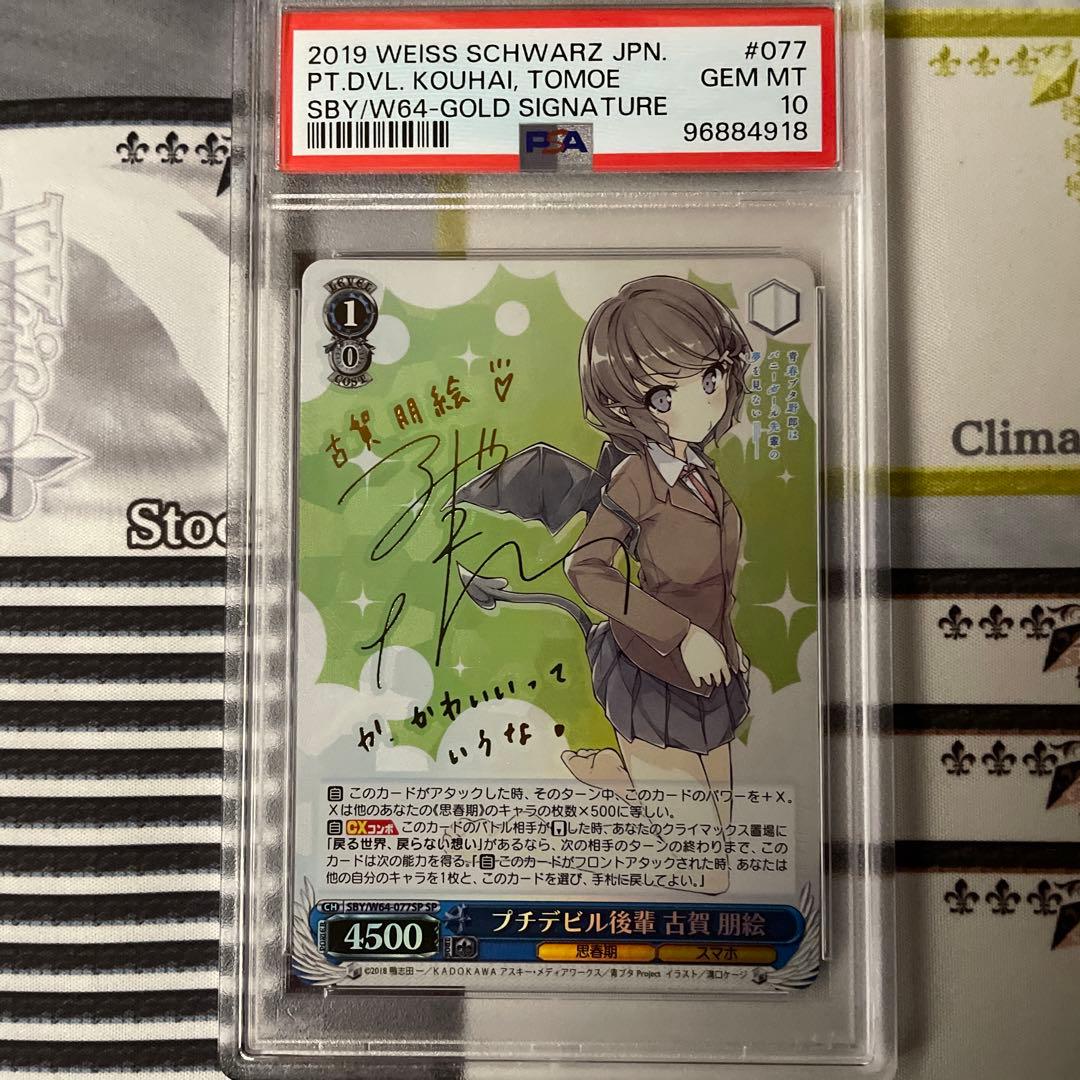 2019 WEISS SCHWARZ JPN. #077
PT.DVL. KOUHAI, TOMOE GEM MT
SBY/W64-GOLD SIGNATURE 10
PSA 96884918
LEVEL
1
0
COST
青春ブタ野郎は
バニーガール先輩の
夢を見ない
古賀 朋絵
か、かわいいって
いうな!
自 このカードがアタックした時、そのターン中、このカードのパワーを+X。
Xは他のあなたの《思春期》のキャラの枚数×500に等しい。
自 CXコンボ このカードのバトル相手が した時、あなたのクライマックス置場に
「戻る世界、戻らない想い」があるなら、次の相手のターンの終わりまで、この
カードは次の能力を得る。『自 このカードがフロントアタックされた時、あなたは
他の自分のキャラを1枚と、このカードを選び、手札に戻してよい。』
CH SBY/W64-077SP SP
POWER 4500
プチデビル後輩 古賀 朋絵
思春期 スマホ
©2018 鴨志田 一/KADOKAWA アスキー・メディアワークス/青ブタ Project イラスト/溝口ケージ
Stoc
Clima